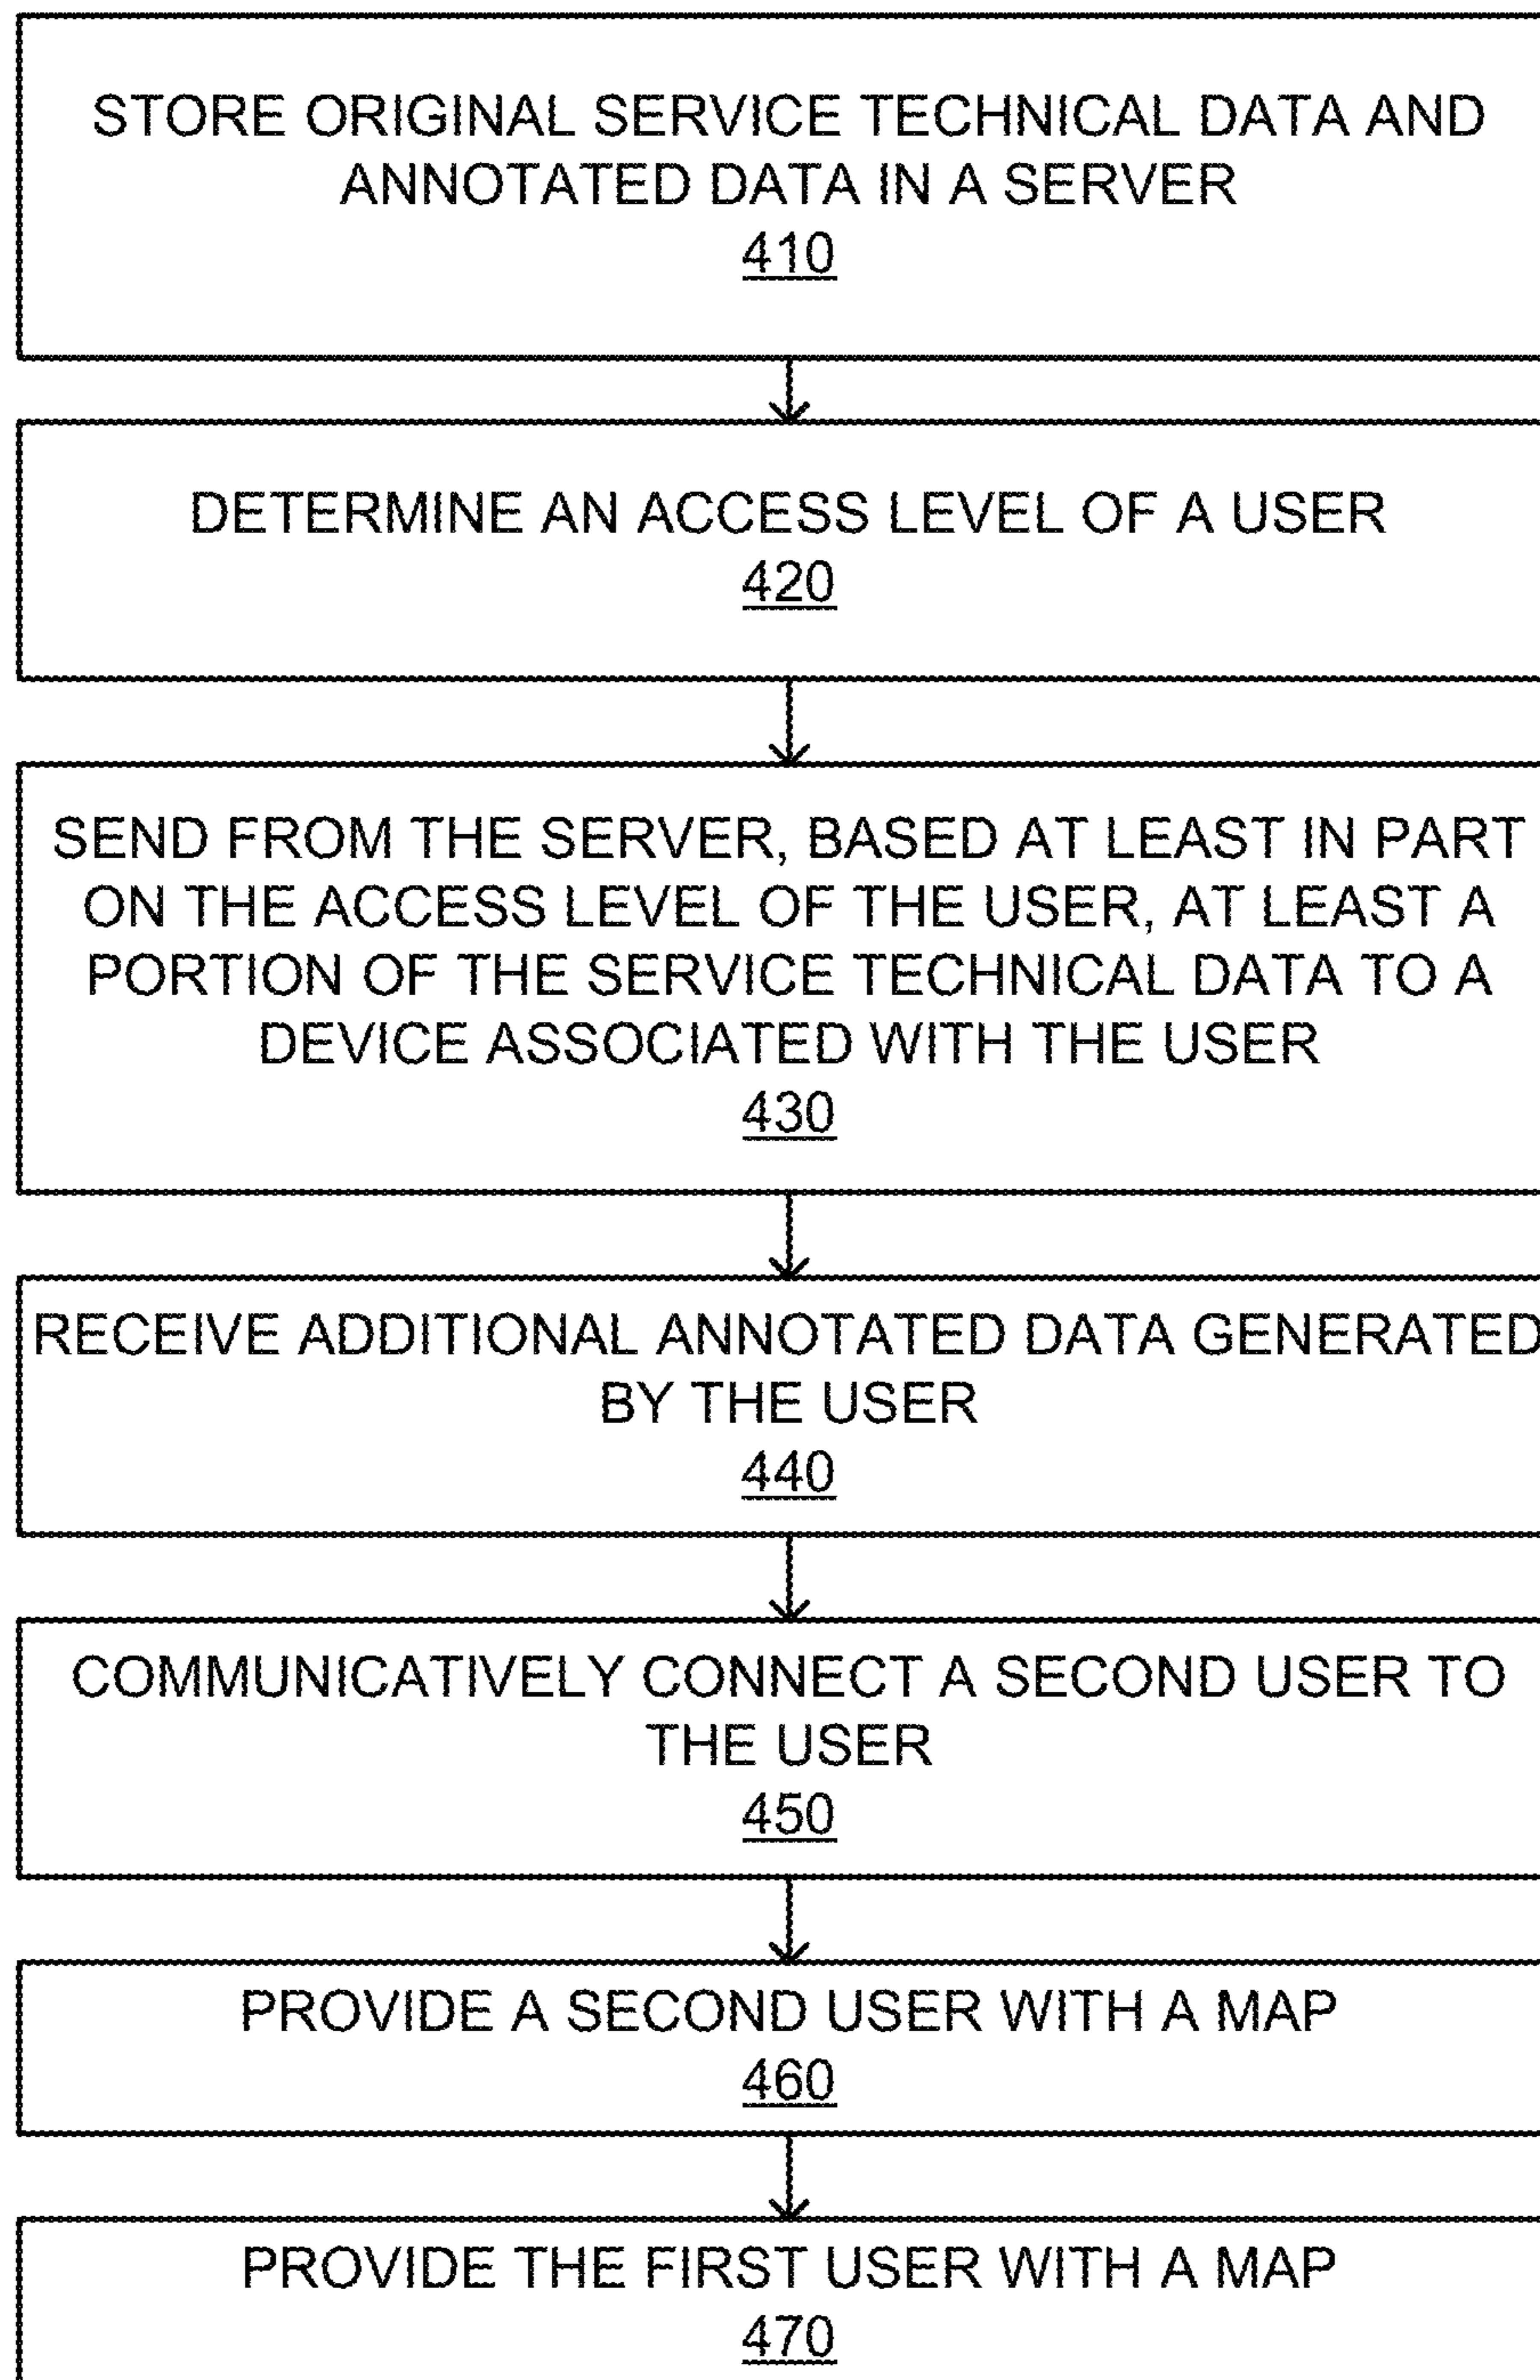 STORE ORIGINAL SERVICE TECHNICAL DATA AND
ANNOTATED DATA IN A SERVER
410
DETERMINE AN ACCESS LEVEL OF A USER
420
SEND FROM THE SERVER, BASED AT LEAST IN PART
ON THE ACCESS LEVEL OF THE USER, AT LEAST A
PORTION OF THE SERVICE TECHNICAL DATA TO A
DEVICE ASSOCIATED WITH THE USER
430
RECEIVE ADDITIONAL ANNOTATED DATA GENERATED
BY THE USER
440
COMMUNICATIVELY CONNECT A SECOND USER TO
THE USER
450
PROVIDE A SECOND USER WITH A MAP
460
PROVIDE THE FIRST USER WITH A MAP
470